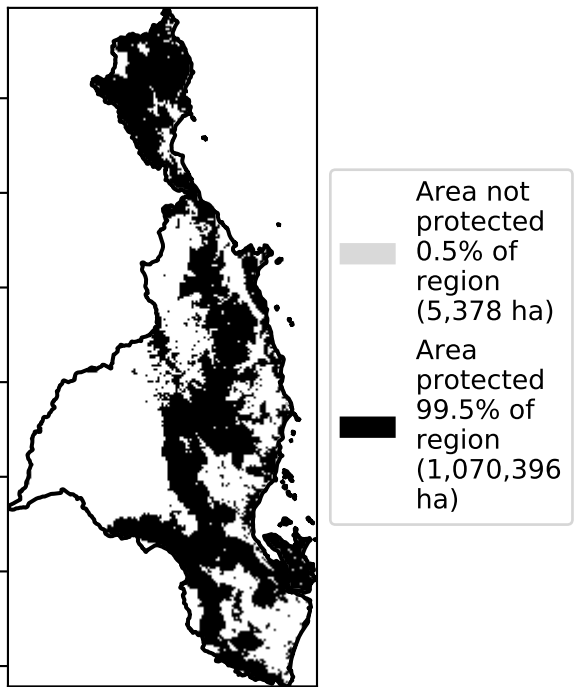 Area not
protected
0.5% of
region
(5,378 ha)
Area
protected
99.5% of
region
(1,070,396
ha)